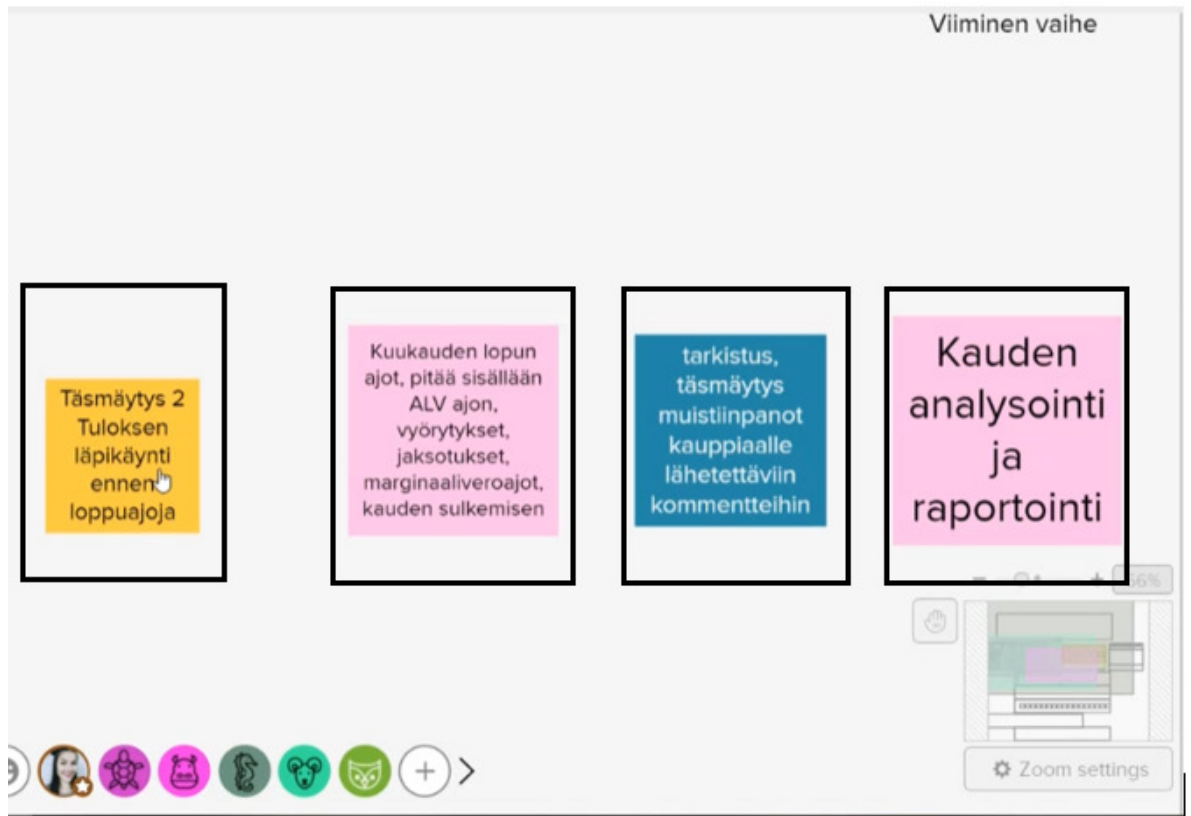 Viiminen vaihe
Täsmäytys 2
Tuloksen
läpikäynti
ennen
loppuajoja
Kuukauden lopun
ajot, pitää sisällään
ALV ajon,
vyörytykset,
jaksotukset,
marginaaliveroajot,
kauden sulkemisen
tarkistus,
täsmäytys
muistiinpanot
kauppiaalle
lähetettäviin
kommentteihin
Kauden
analysointi
ja
raportointi
Zoom settings